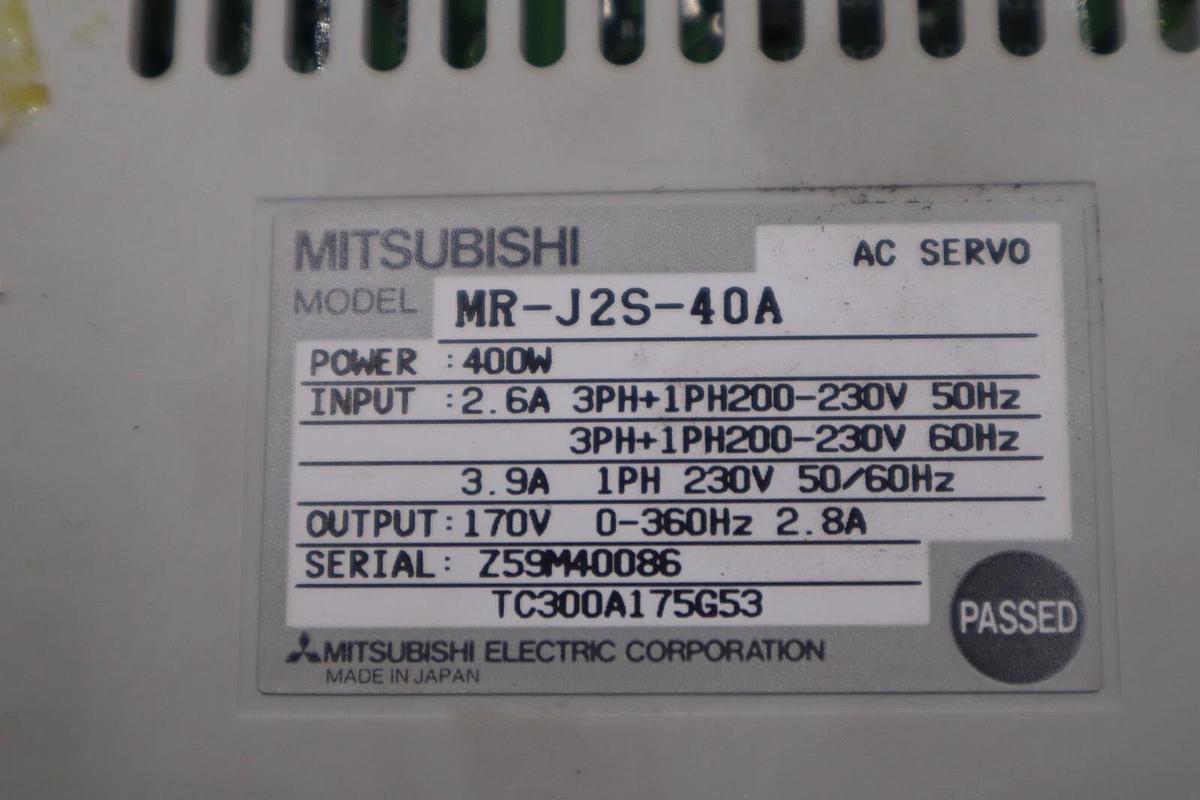 MITSUBISHI
AC SERVO
MODEL MR-J2S-40A
POWER :400W
INPUT :2.6A 3PH+1PH200-230V 50Hz
3PH+1PH200-230V 60Hz
3.9A 1PH 230V 50/60Hz
OUTPUT:170V 0-360Hz 2.8A
SERIAL: Z59M40086
TC300A175G53
PASSED
MITSUBISHI ELECTRIC CORPORATION
MADE IN JAPAN